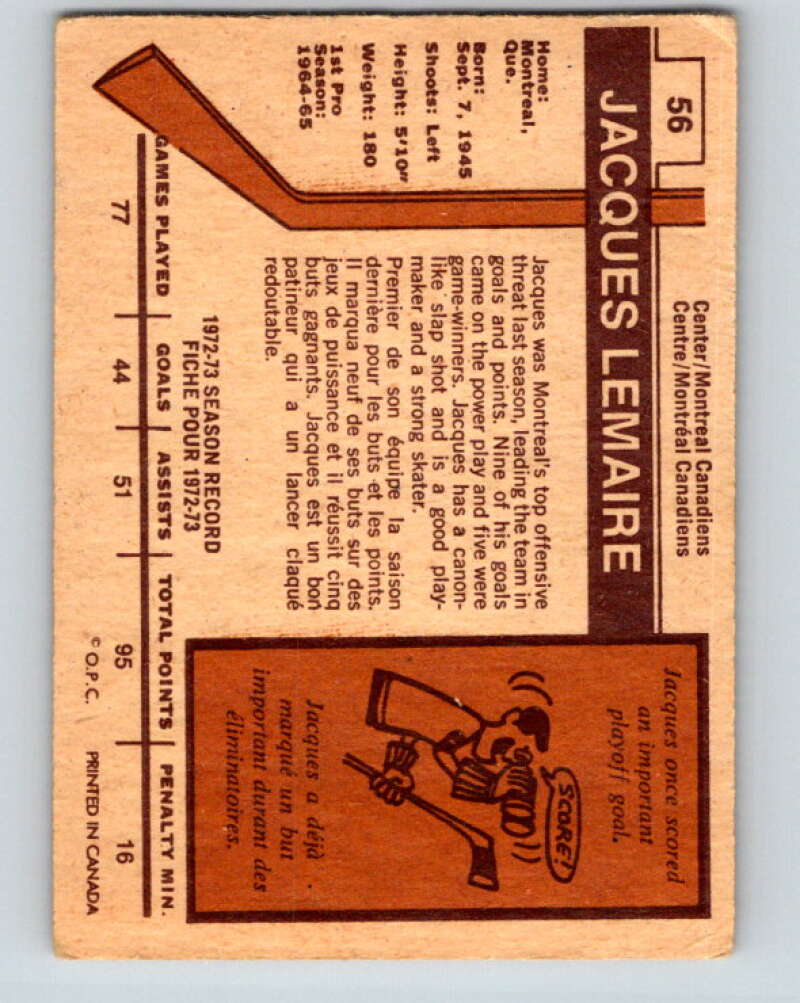 56
Center/Montreal Canadiens
Centre/Montréal Canadiens
JACQUES LEMAIRE
Home:
Montreal,
Que.
Born:
Sept. 7, 1945
Shoots: Left
Height: 5'10"
Weight: 180
1st Pro
Season:
1964-65
Jacques was Montreal's top offensive
threat last season, leading the team in
goals and points. Nine of his goals
came on the power play and five were
game-winners. Jacques has a canon-
like slap shot and is a good play-
maker and a strong skater.
Premier de son équipe la saison
dernière pour les buts et les points.
Il marqua neuf de ses buts sur des
jeux de puissance et il réussit cinq
buts gagnants. Jacques est un bon
patineur qui a un lancer claqué
redoutable.
Jacques once scored
an important
playoff goal.
SCORE!
Jacques a déjà
marqué un but
important durant des
éliminatoires.
1972-73 SEASON RECORD
FICHE POUR 1972-73
GAMES PLAYED GOALS ASSISTS TOTAL POINTS PENALTY MIN.
77 44 51 95 16
© O.P.C. PRINTED IN CANADA